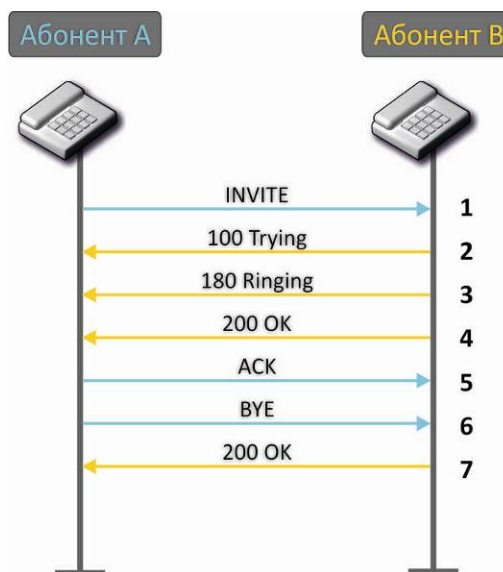 Абонент А
Абонент В
INVITE
1
100 Trying
2
180 Ringing
3
200 OK
4
ACK
5
BYE
6
200 OK
7